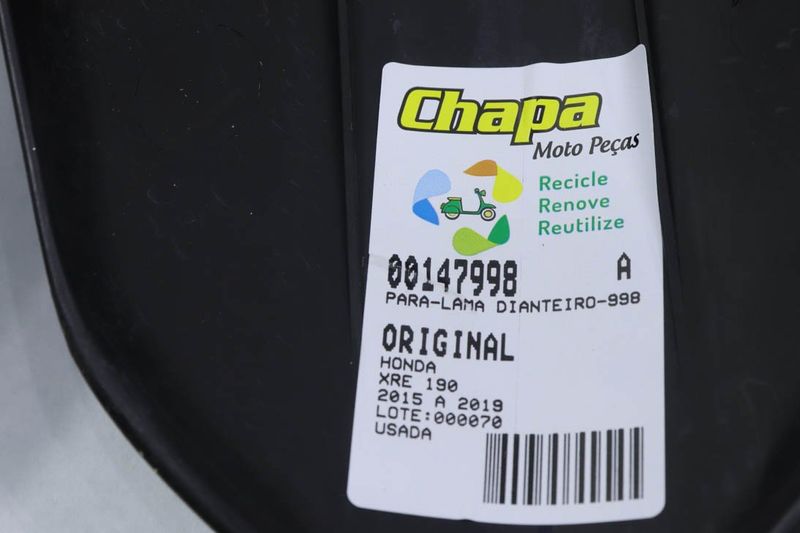 Chapa
Moto Peças
Recicle
Renove
Reutilize
00147998 A
PARA-LAMA DIANTEIRO-998
ORIGINAL
HONDA
XRE 190
2015 A 2019
LOTE:000070
USADA